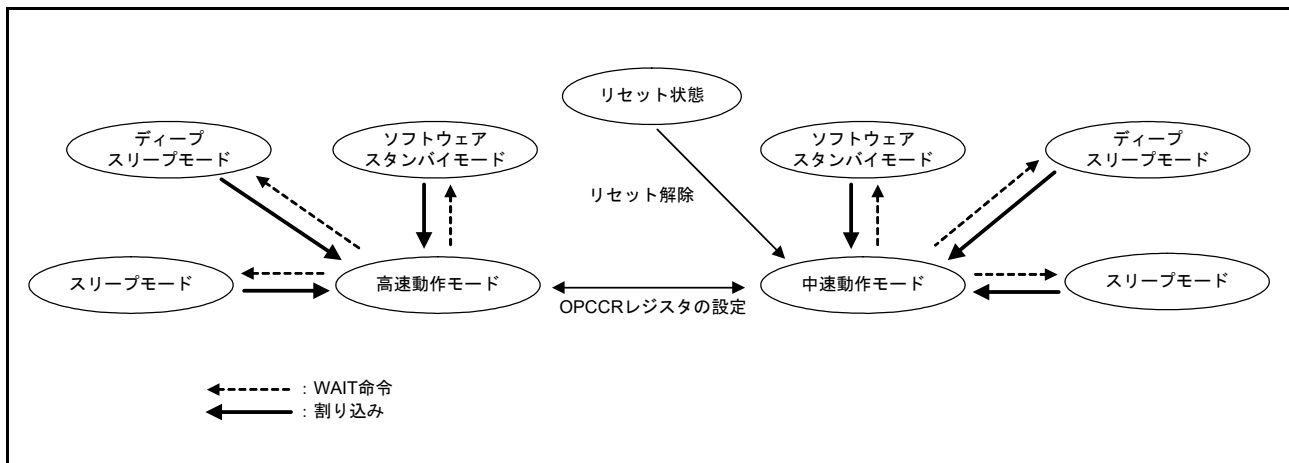 リセット状態
ディープ
スリープモード
ソフトウェア
スタンバイモード
ソフトウェア
スタンバイモード
ディープ
スリープモード
リセット解除
スリープモード
高速動作モード
中速動作モード
スリープモード
OPCCRレジスタの設定
：WAIT命令
：割り込み